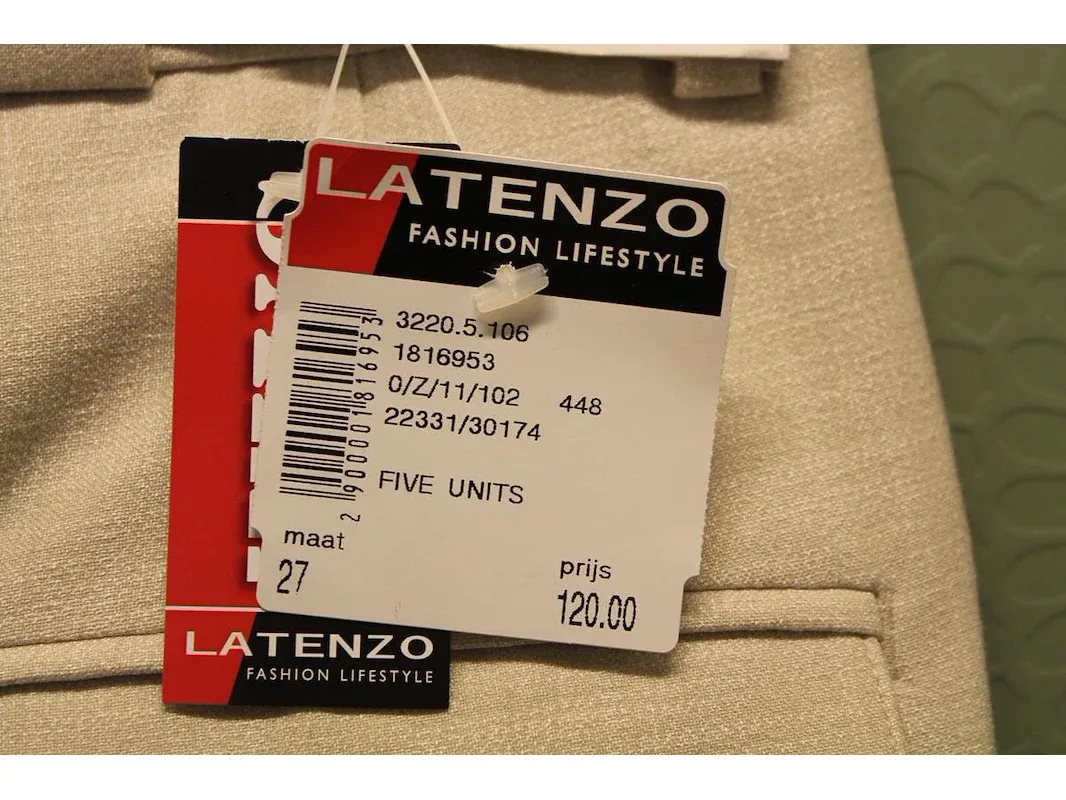 LATENZO
FASHION LIFESTYLE
3220.5.106
1816953
0/Z/11/102 448
22331/30174
FIVE UNITS
2900001816953
maat
27
prijs
120.00
LATENZO
FASHION LIFESTYLE